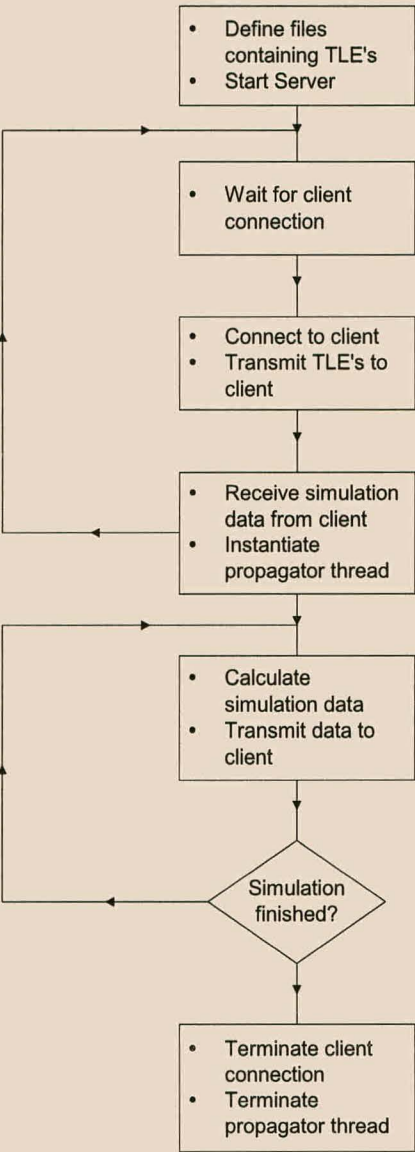 • Define files
containing TLE's
• Start Server
• Wait for client
connection
• Connect to client
• Transmit TLE's to
client
• Receive simulation
data from client
• Instantiate
propagator thread
• Calculate
simulation data
• Transmit data to
client
Simulation
finished?
• Terminate client
connection
• Terminate
propagator thread